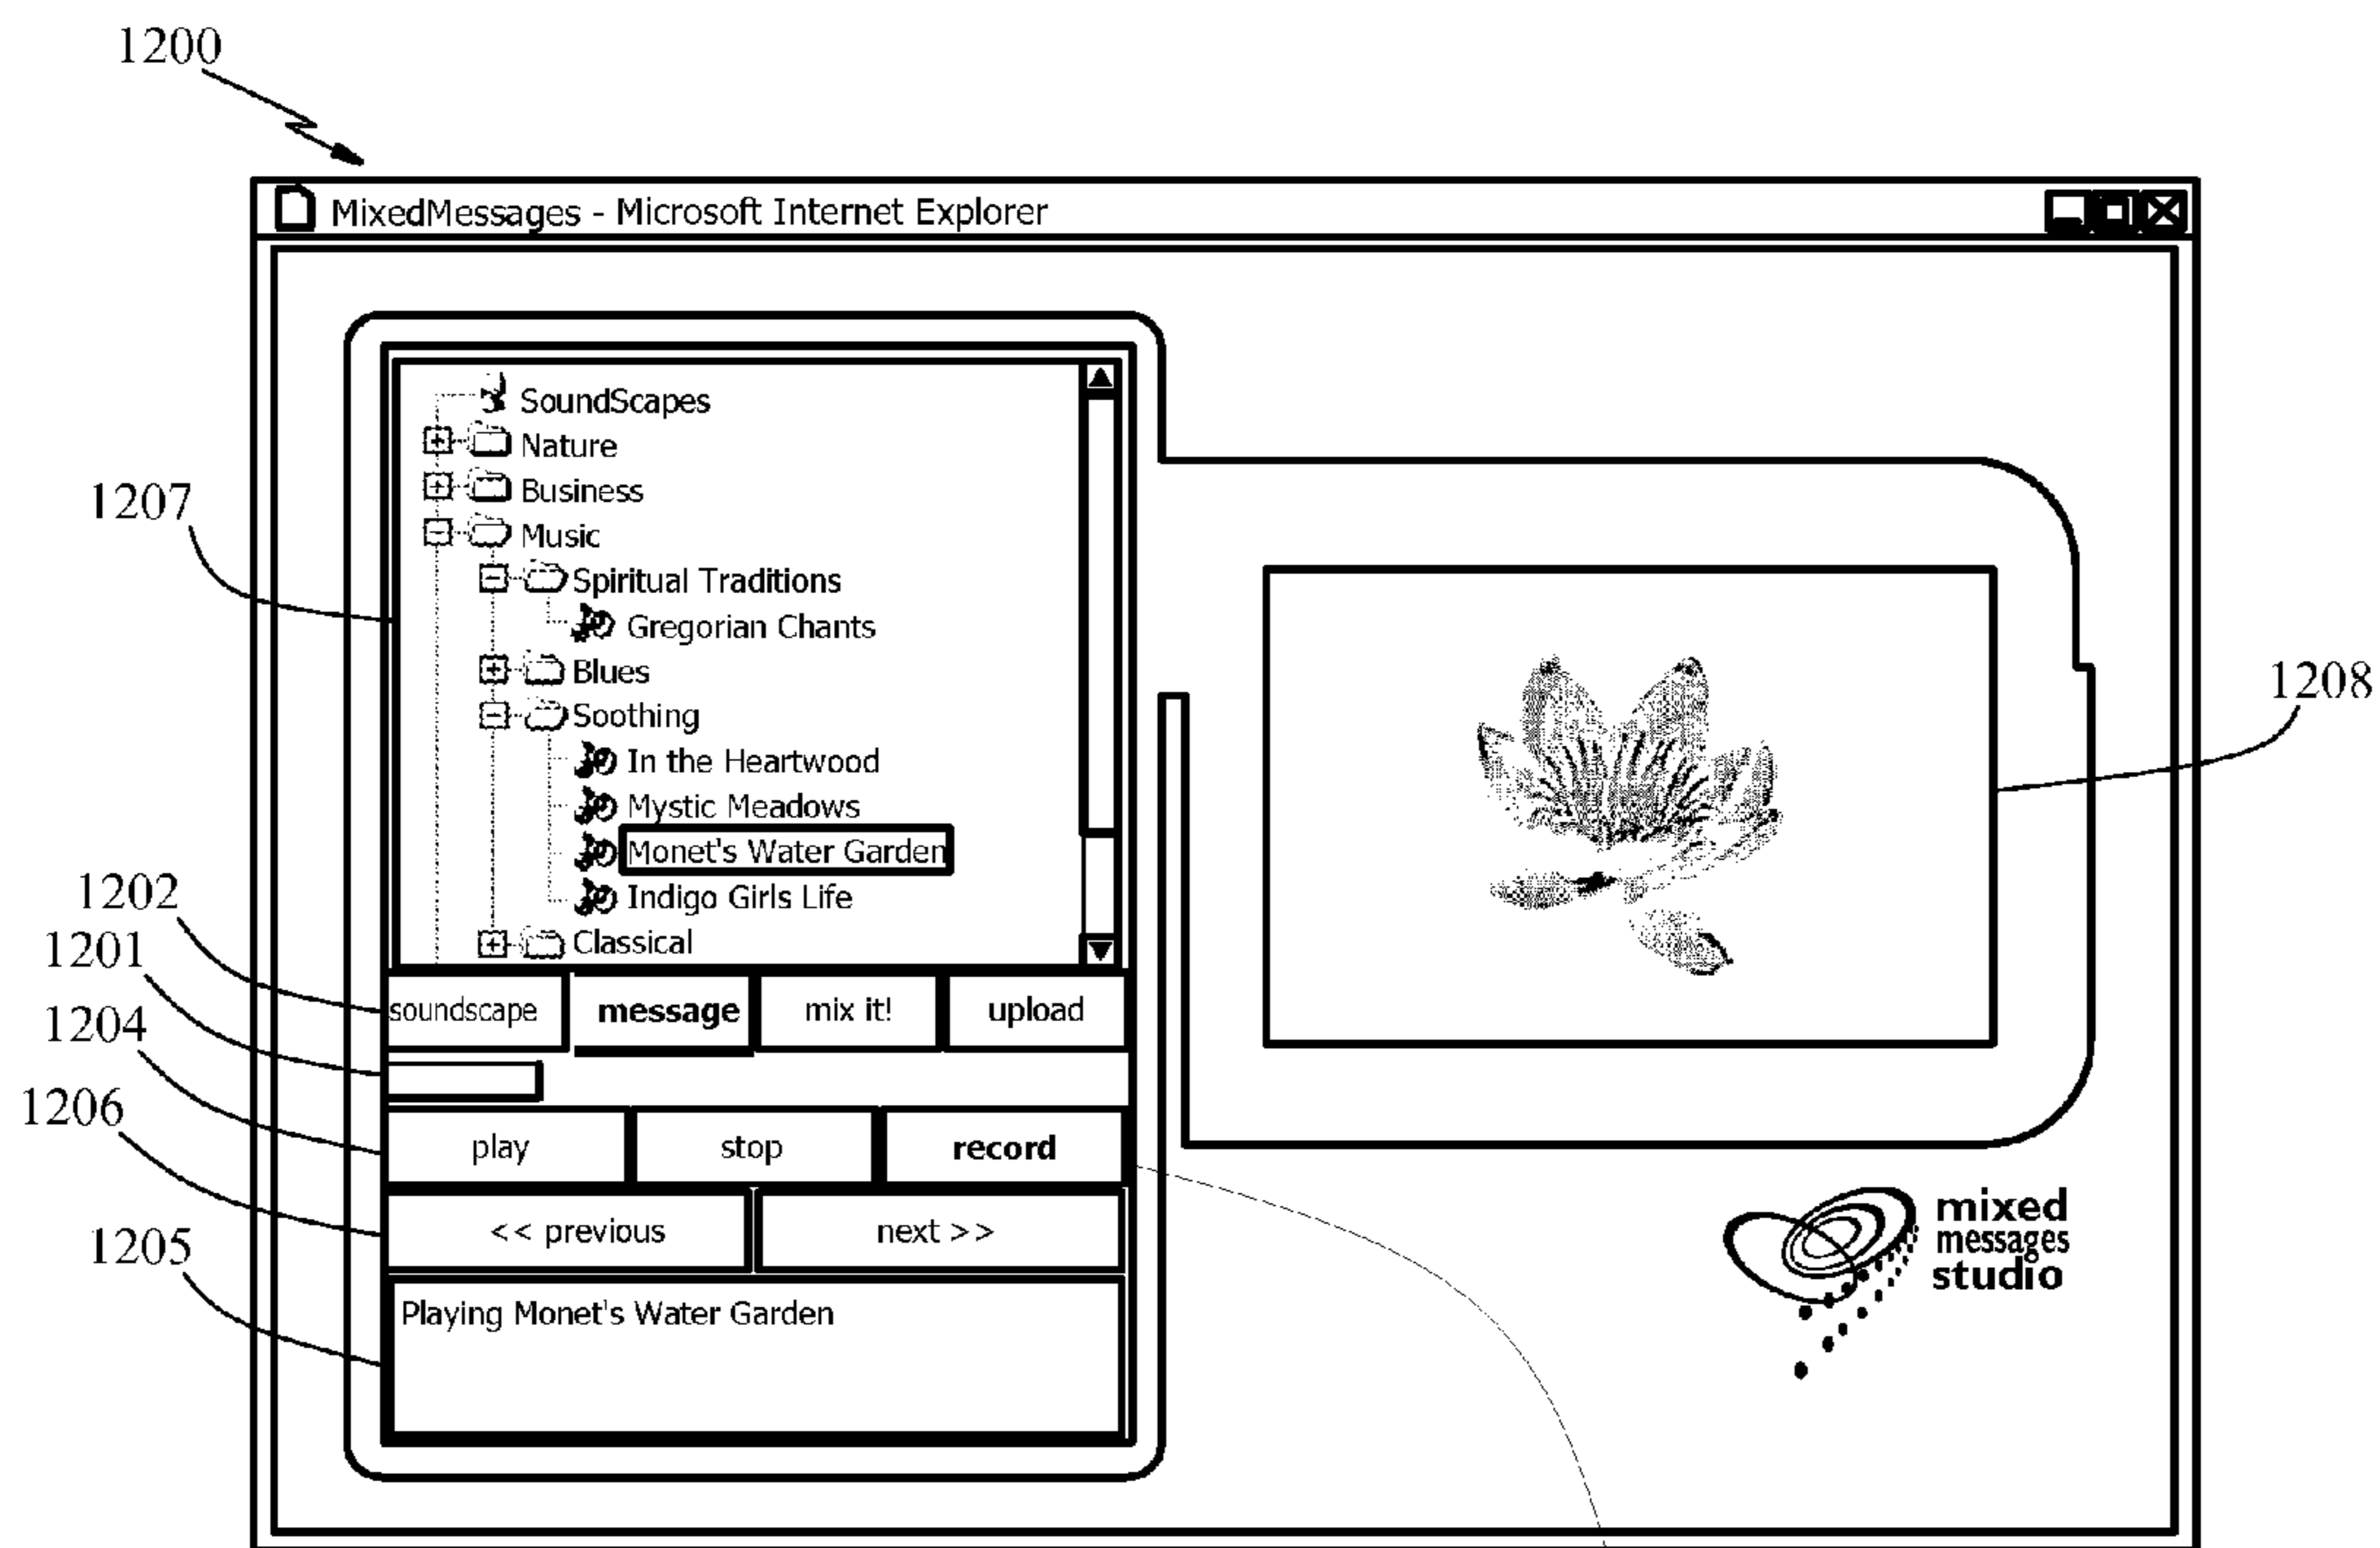 1200
MixedMessages - Microsoft Internet Explorer
SoundScapes
Nature
Business
Music
1207
Spiritual Traditions
Gregorian Chants
Blues
1208
Soothing
In the Heartwood
Mystic Meadows
Monet's Water Garden
1202
Indigo Girls Life
1201
Classical
soundscape message mix it! upload
1204
1206
play stop record
<< previous next >>
1205
Playing Monet's Water Garden
mixed
messages
studio